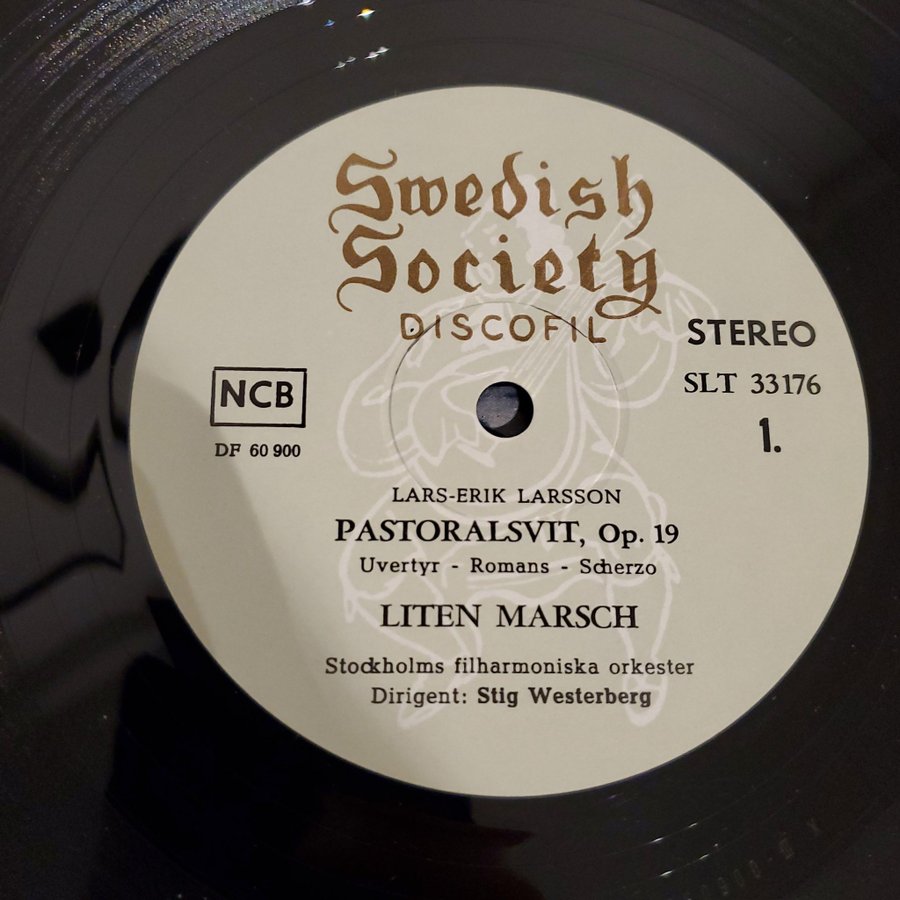 Swedish
Society
DISCOFIL
STEREO
NCB
SLT 33176
DF 60 900
1.
LARS-ERIK LARSSON
PASTORALSVIT, Op. 19
Uvertyr - Romans - Scherzo
LITEN MARSCH
Stockholms filharmoniska orkester
Dirigent: Stig Westerberg